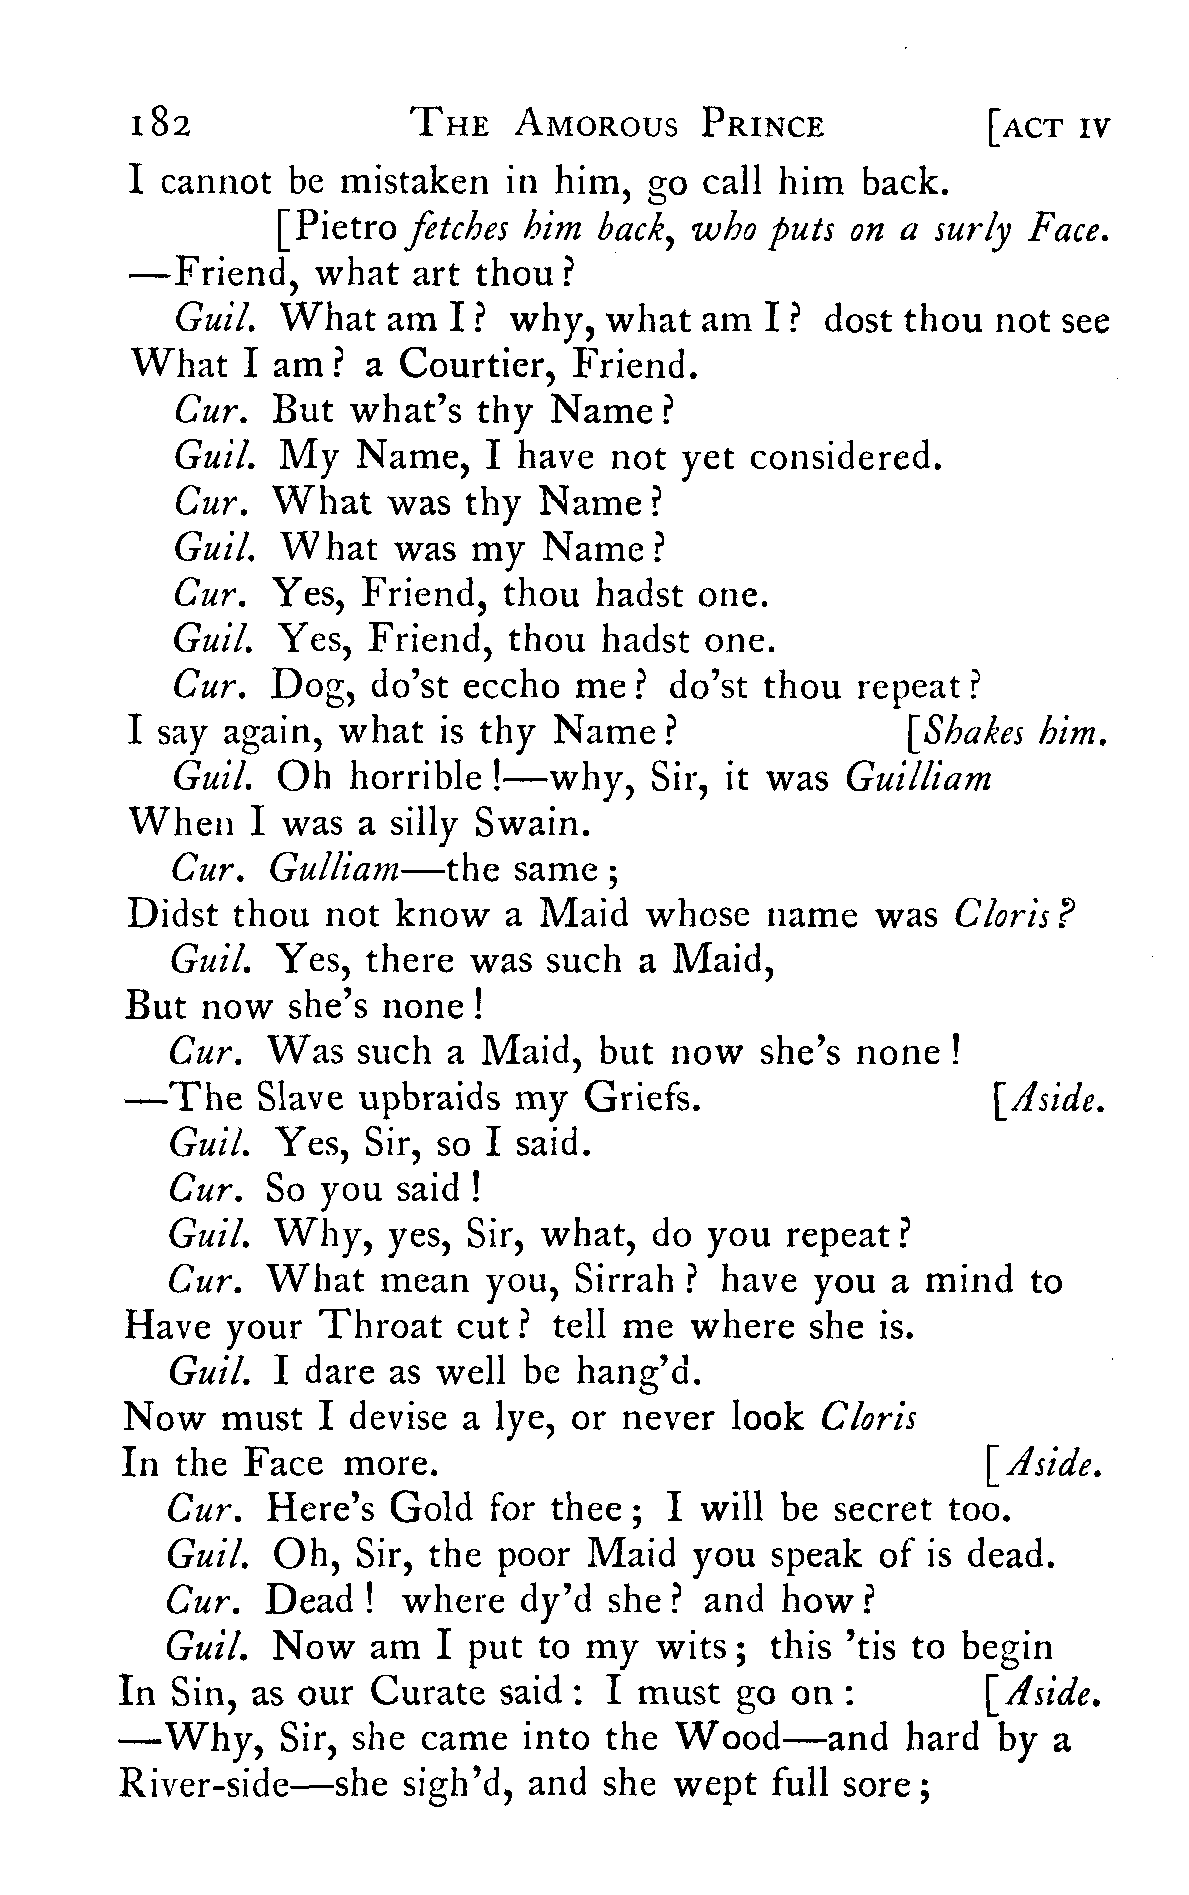 182 THE AMOROUS PRINCE [ACT IV
I cannot be mistaken in him, go call him back.
[Pietro fetches him back, who puts on a surly Face.
—Friend, what art thou?
Guil. What am I? why, what am I? dost thou not see
What I am? a Courtier, Friend.
Cur. But what's thy Name?
Guil. My Name, I have not yet considered.
Cur. What was thy Name?
Guil. What was my Name?
Cur. Yes, Friend, thou hadst one.
Guil. Yes, Friend, thou hadst one.
Cur. Dog, do'st eccho me? do'st thou repeat?
I say again, what is thy Name? [Shakes him.
Guil. Oh horrible!—why, Sir, it was Guilliam
When I was a silly Swain.
Cur. Gulliam—the same;
Didst thou not know a Maid whose name was Cloris?
Guil. Yes, there was such a Maid,
But now she's none!
Cur. Was such a Maid, but now she's none!
—The Slave upbraids my Griefs. [Aside.
Guil. Yes, Sir, so I said.
Cur. So you said!
Guil. Why, yes, Sir, what, do you repeat?
Cur. What mean you, Sirrah? have you a mind to
Have your Throat cut? tell me where she is.
Guil. I dare as well be hang'd.
Now must I devise a lye, or never look Cloris
In the Face more. [Aside.
Cur. Here's Gold for thee; I will be secret too.
Guil. Oh, Sir, the poor Maid you speak of is dead.
Cur. Dead! where dy'd she? and how?
Guil. Now am I put to my wits; this 'tis to begin
In Sin, as our Curate said: I must go on: [Aside.
—Why, Sir, she came into the Wood—and hard by a
River-side—she sigh'd, and she wept full sore;